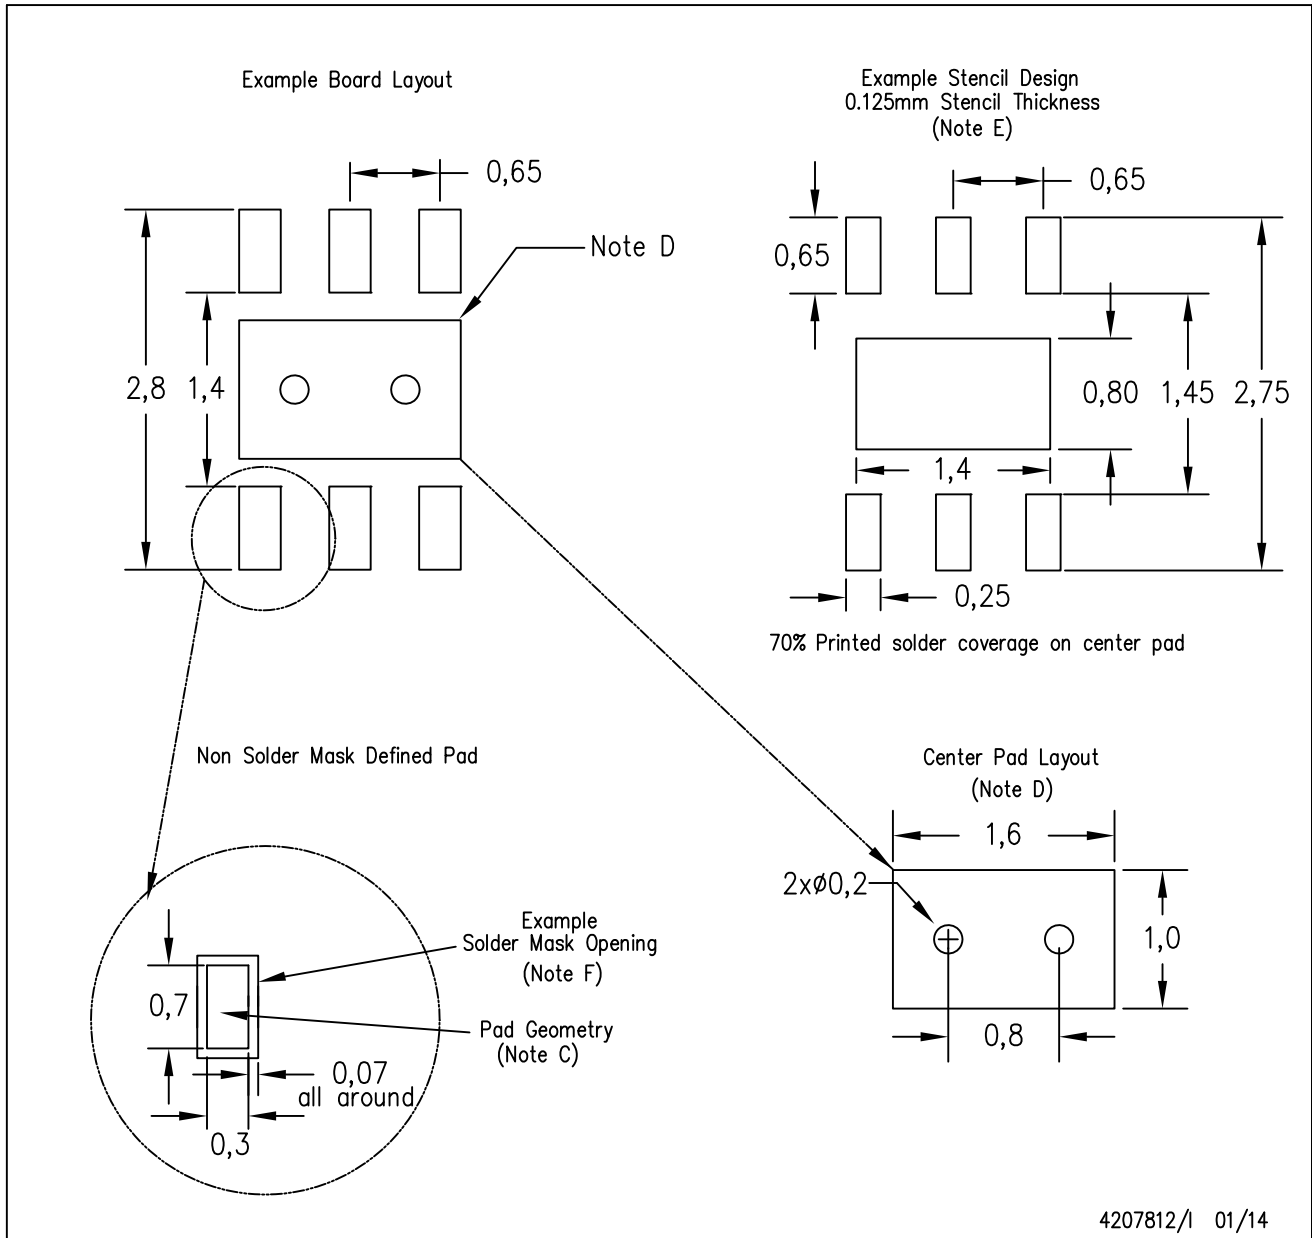 Example Board Layout
0,65
Note D
2,8
1,4
Example Stencil Design
0.125mm Stencil Thickness
(Note E)
0,65
0,65
0,80
1,45
2,75
1,4
0,25
70% Printed solder coverage on center pad
Non Solder Mask Defined Pad
Example
Solder Mask Opening
(Note F)
0,7
Pad Geometry
(Note C)
0,07
all around
0,3
Center Pad Layout
(Note D)
1,6
2xø0,2
1,0
0,8
4207812/I 01/14